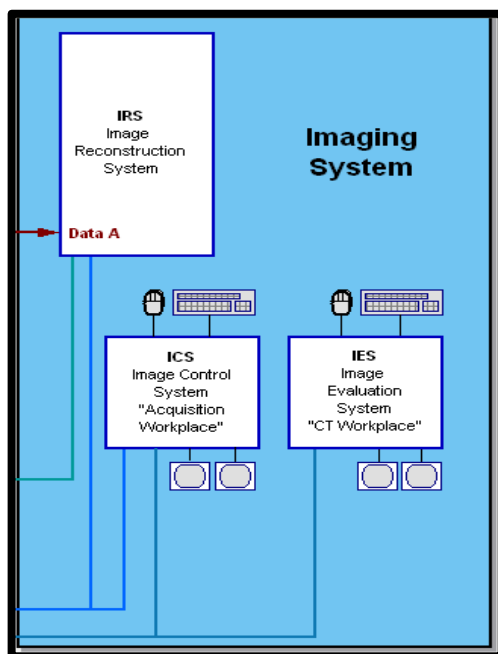 IRS
Image
Reconstruction
System
Imaging
System
Data A
ICS
Image Control
System
"Acquisition
Workplace"
IES
Image
Evaluation
System
"CT Workplace"